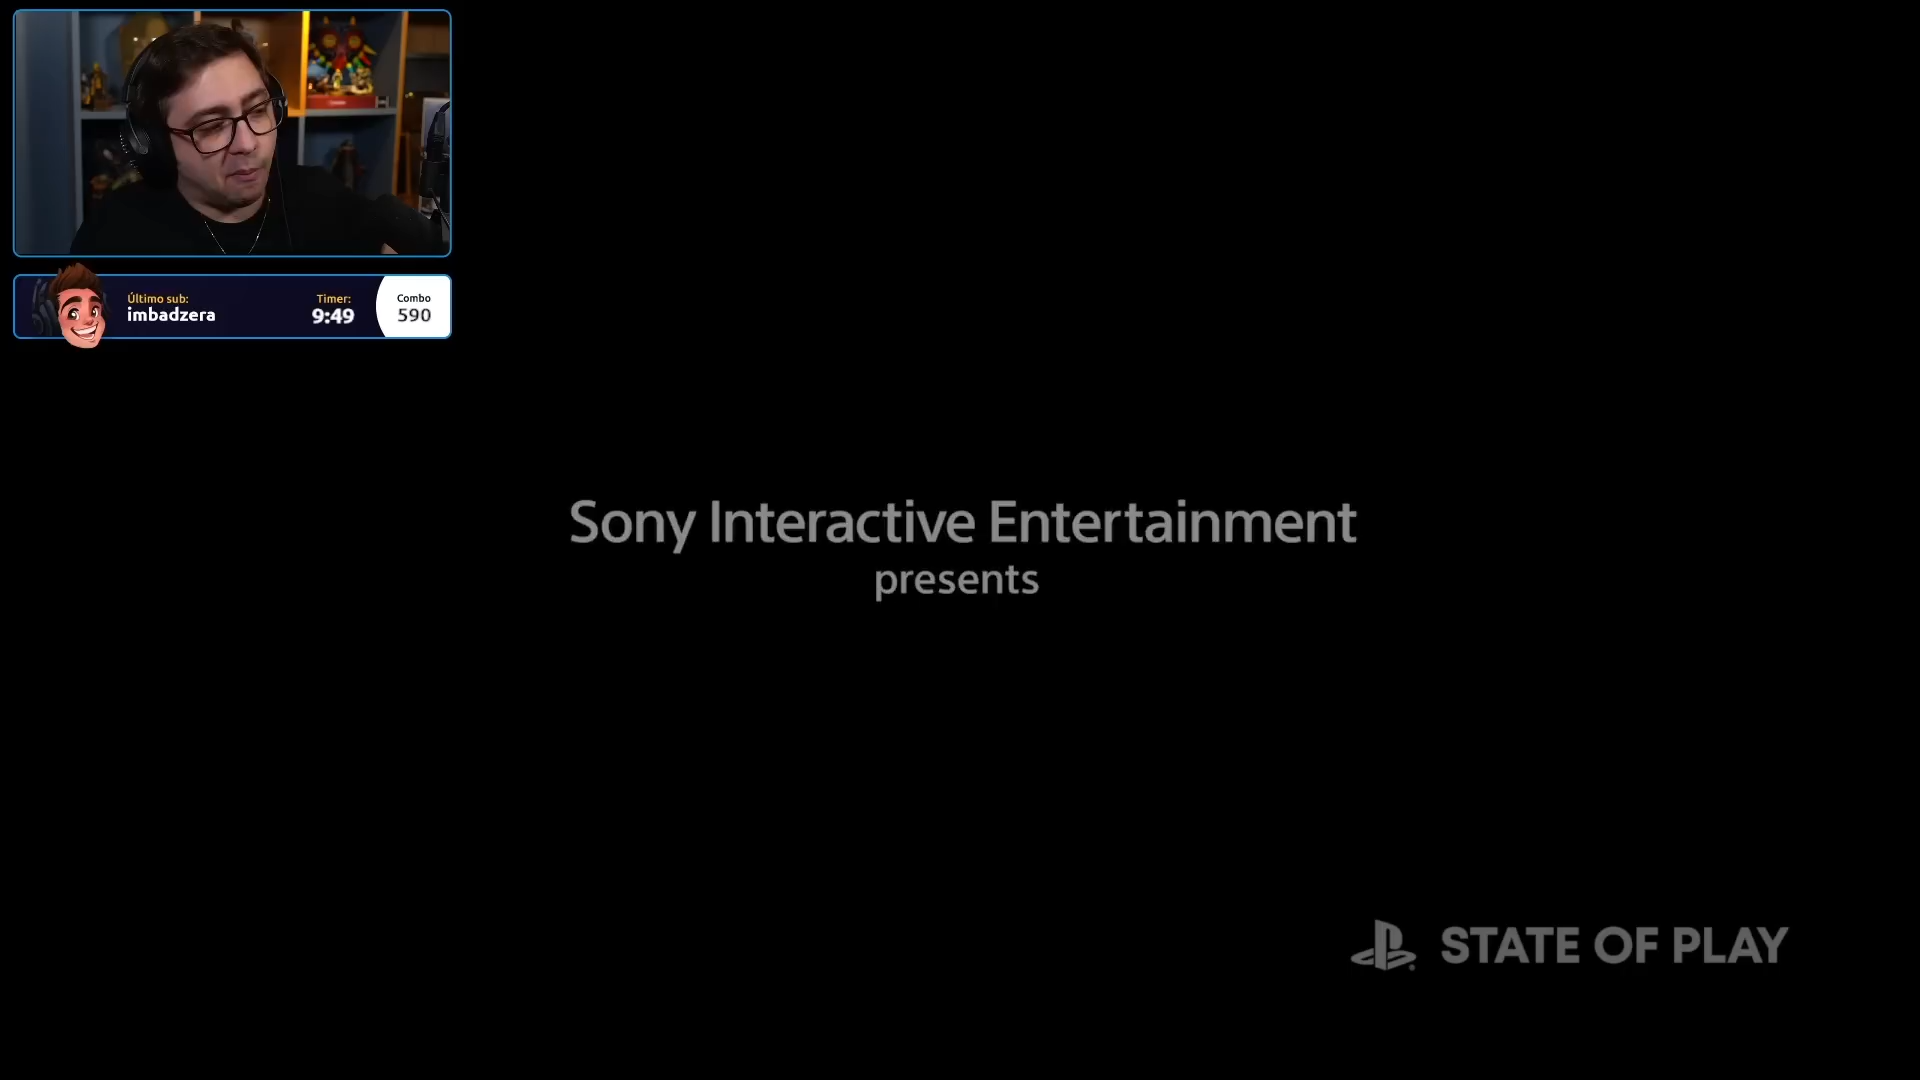 Último sub:
imbadzera
Timer:
9:49
Combo
590
Sony Interactive Entertainment
presents
STATE OF PLAY